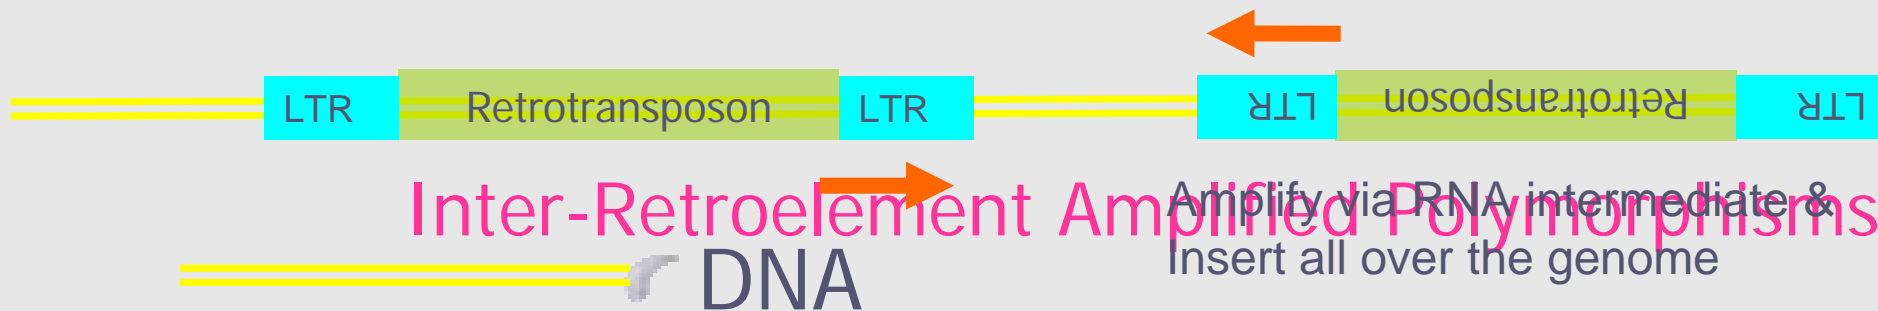 LTR Retrotransposon LTR LTR Retrotransposon LTR
Inter-Retroelement Amplified Polymorphisms
Amplify via RNA intermediate &
Insert all over the genome
DNA